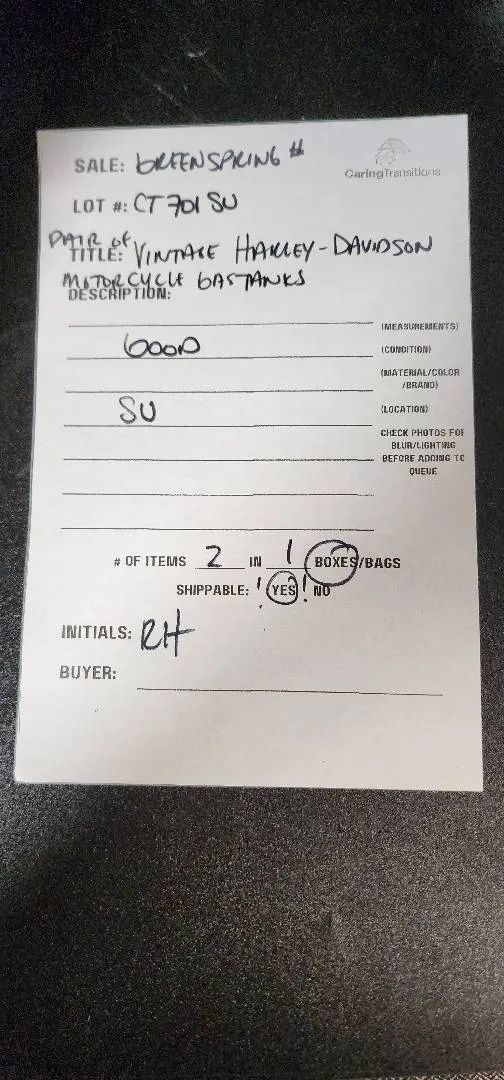 SALE: GREENSPRING #
CaringTransitions
LOT #: CT 701 SU
PAIR of
TITLE: VINTAGE HARLEY-DAVIDSON
MOTORCYCLE GASTANKS
DESCRIPTION:
(MEASUREMENTS)
GOOD (CONDITION)
(MATERIAL/COLOR
/BRAND)
SU (LOCATION)
CHECK PHOTOS FOR
BLUR/LIGHTING
BEFORE ADDING TO
QUEUE
# OF ITEMS 2 IN 1 BOXES/BAGS
SHIPPABLE: ! YES ! NO
INITIALS: RH
BUYER: